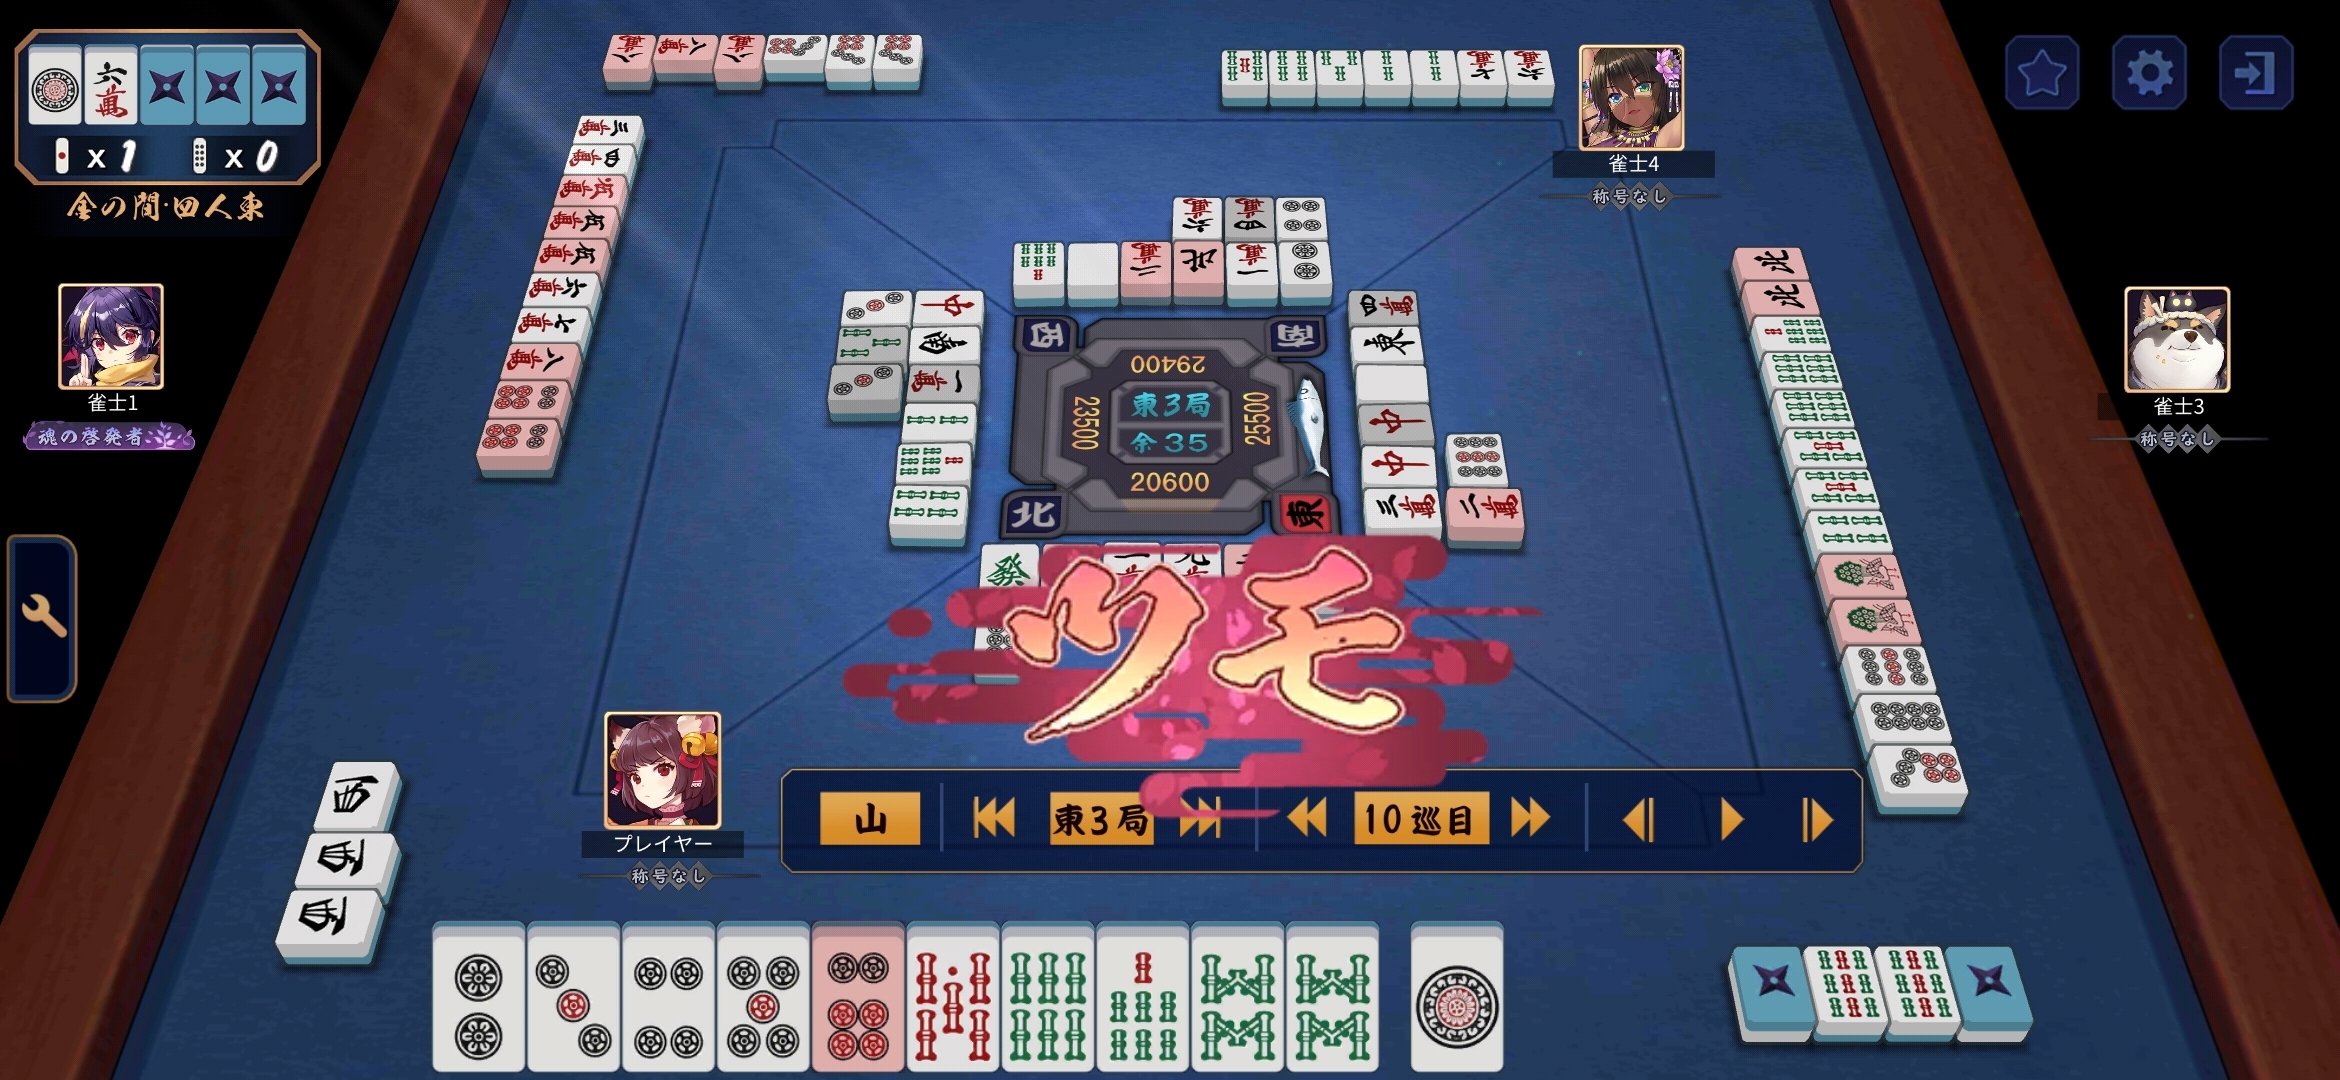 x 1 x 0
金の間·四人東
雀士1
魂の啓発者
雀士4
称号なし
雀士3
称号なし
西
南
29400
23500
東3局
余35
25500
20600
北
東
ツモ
プレイヤー
称号なし
山
東3局
10巡目